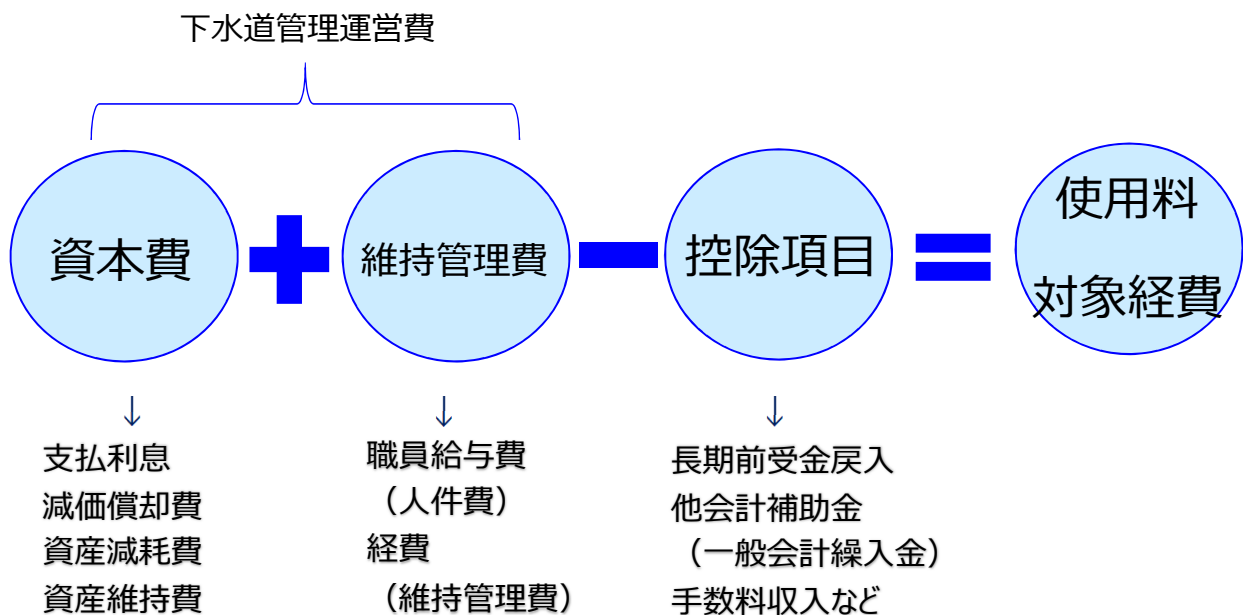 下水道管理運営費
資本費
維持管理費
控除項目
使用料
対象経費
↓
支払利息
減価償却費
資産減耗費
資産維持費
↓
職員給与費
（人件費）
経費
（維持管理費）
↓
長期前受金戻入
他会計補助金
（一般会計繰入金）
手数料収入など